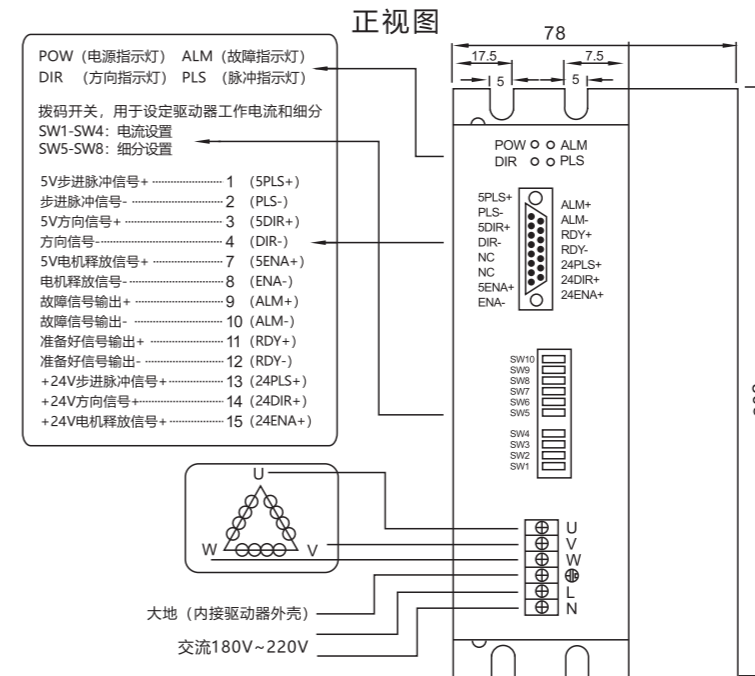 正视图
POW（电源指示灯） ALM（故障指示灯）
DIR （方向指示灯） PLS （脉冲指示灯）
拨码开关，用于设定驱动器工作电流和细分
SW1-SW4：电流设置
SW5-SW8：细分设置
5V步进脉冲信号+ 1 (5PLS+)
步进脉冲信号- 2 (PLS-)
5V方向信号+ 3 (5DIR+)
方向信号- 4 (DIR-)
5V电机释放信号+ 7 (5ENA+)
电机释放信号- 8 (ENA-)
故障信号输出+ 9 (ALM+)
故障信号输出- 10 (ALM-)
准备好信号输出+ 11 (RDY+)
准备好信号输出- 12 (RDY-)
+24V步进脉冲信号+ 13 (24PLS+)
+24V方向信号+ 14 (24DIR+)
+24V电机释放信号+ 15 (24ENA+)
U
W V
大地（内接驱动器外壳）
交流180V~220V
78
17.5 7.5
5 5
POW ALM
DIR PLS
5PLS+
PLS-
5DIR+
DIR-
NC
NC
5ENA+
ENA-
ALM+
ALM-
RDY+
RDY-
24PLS+
24DIR+
24ENA+
SW10
SW9
SW8
SW7
SW6
SW5
SW4
SW3
SW2
SW1
U
V
W
L
N